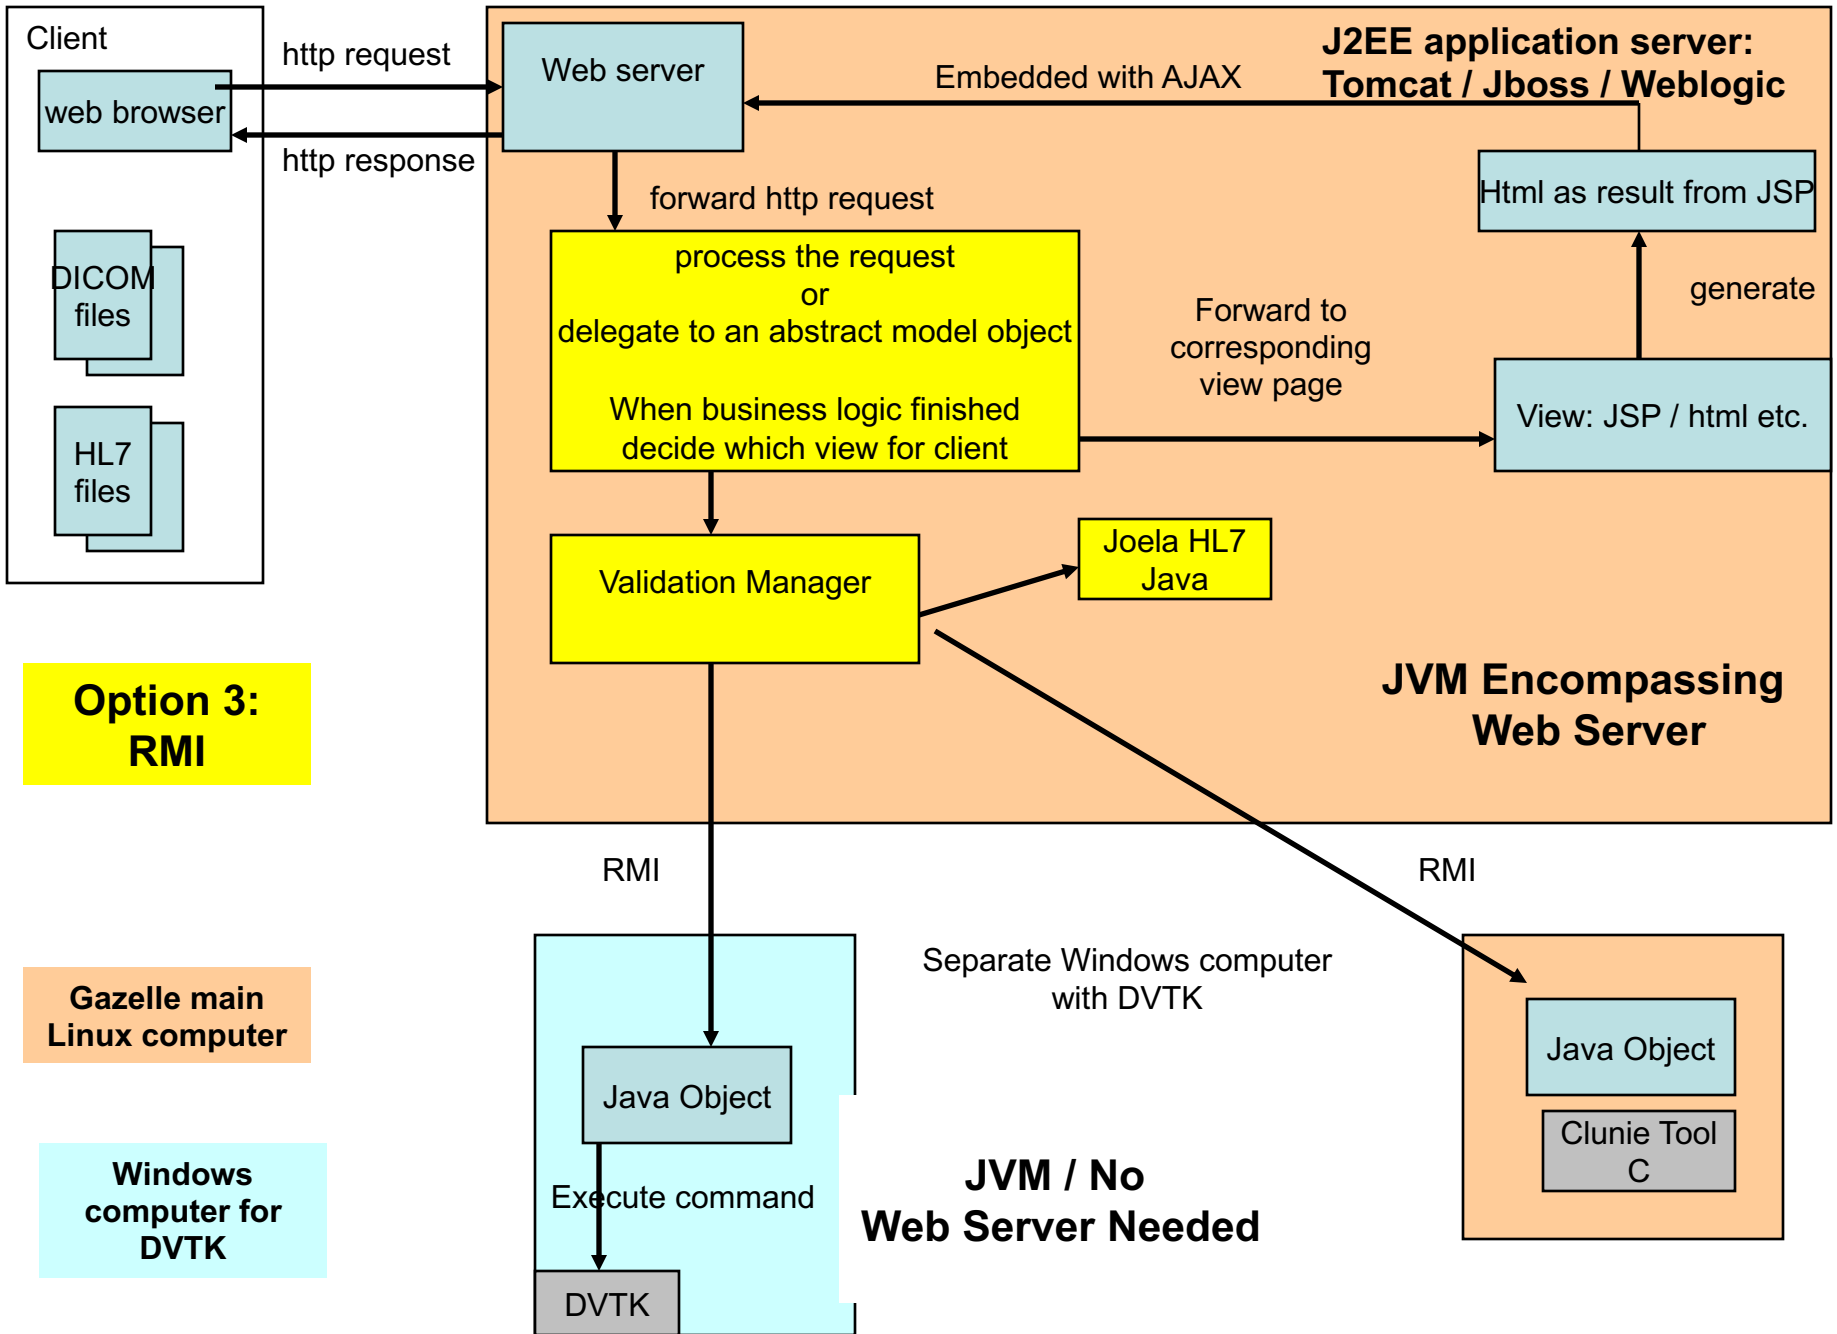 Client
web browser
DICOM
files
HL7
files
http request
http response
Web server
Embedded with AJAX
J2EE application server:
Tomcat / Jboss / Weblogic
forward http request
process the request
or
delegate to an abstract model object
When business logic finished
decide which view for client
Forward to
corresponding
view page
Html as result from JSP
generate
View: JSP / html etc.
Validation Manager
Joela HL7
Java
JVM Encompassing
Web Server
Option 3:
RMI
RMI
RMI
Separate Windows computer
with DVTK
Gazelle main
Linux computer
Windows
computer for
DVTK
Java Object
Execute command
DVTK
JVM / No
Web Server Needed
Java Object
Clunie Tool
C